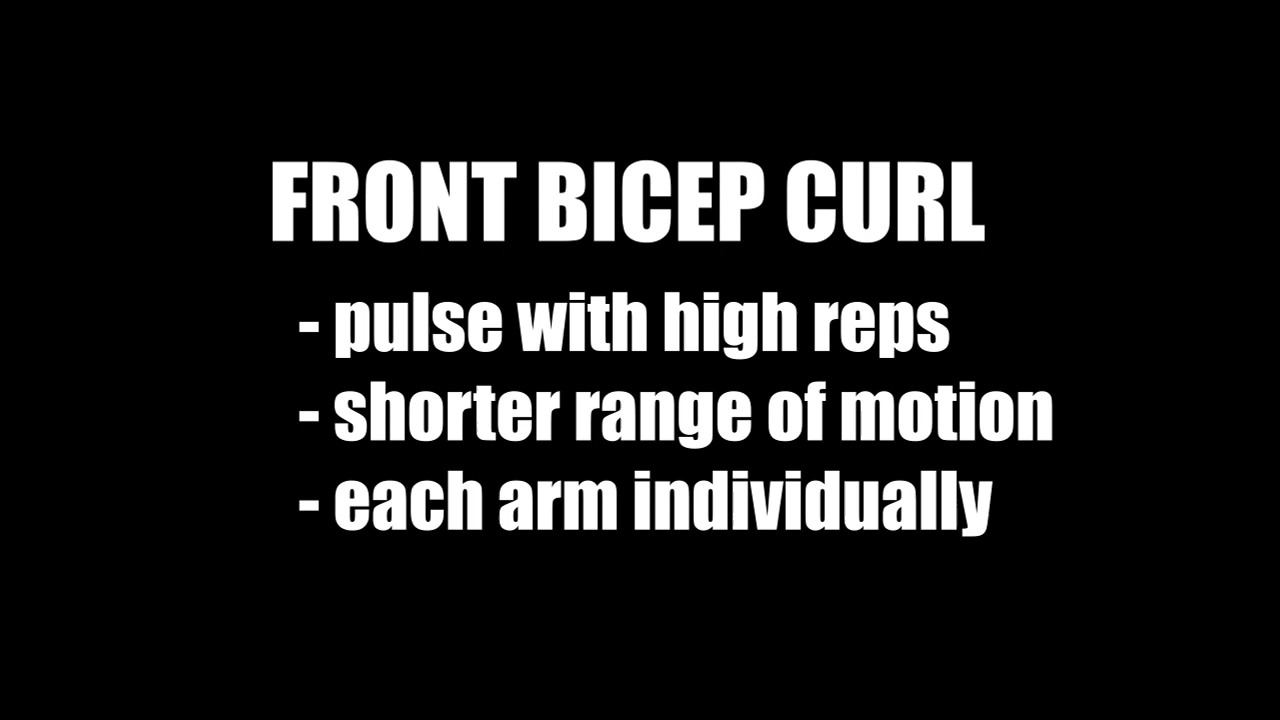 FRONT BICEP CURL
- pulse with high reps
- shorter range of motion
- each arm individually